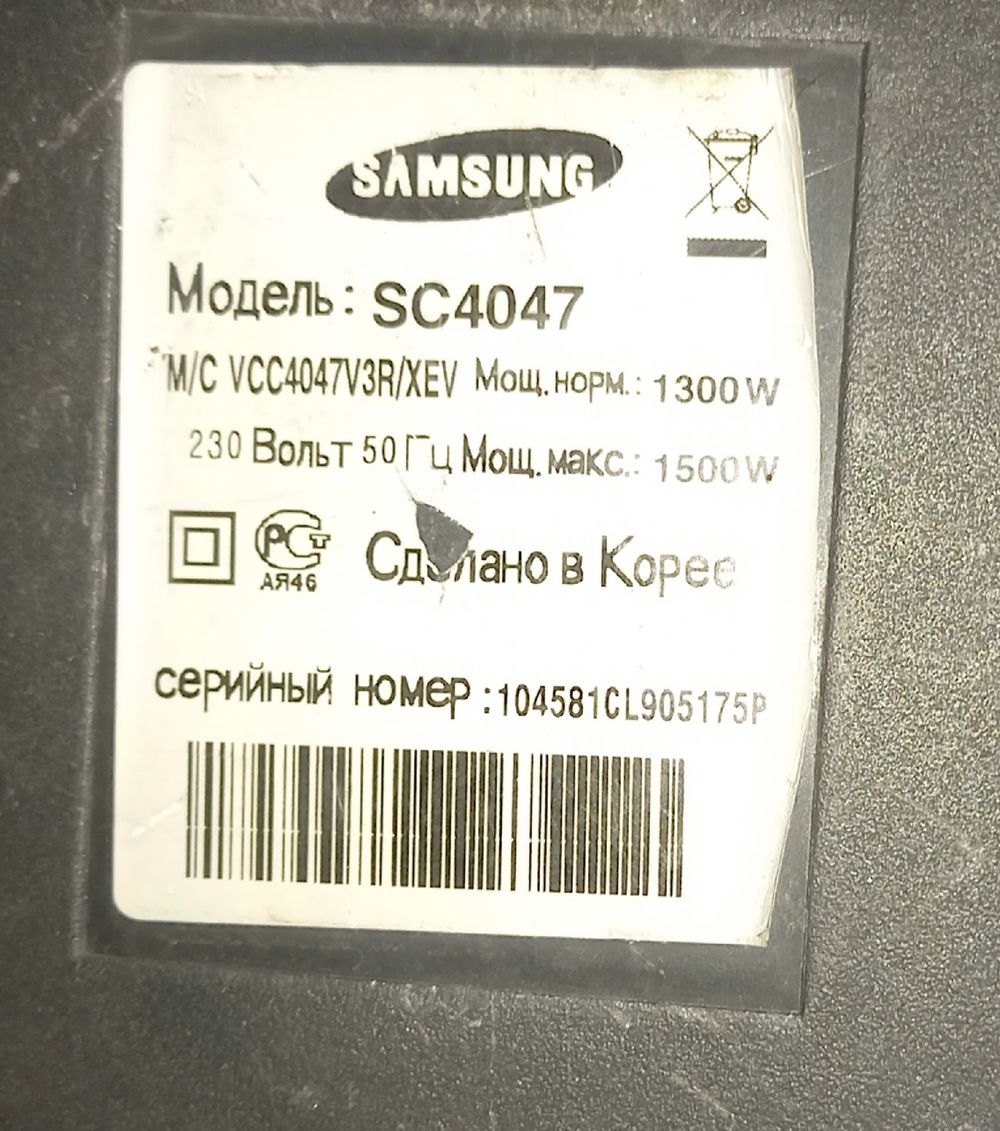 SAMSUNG
Модель: SC4047
M/C VCC4047V3R/XEV Мощ.норм.: 1300 W
230 Вольт 50 Гц Мощ.макс.: 1500 W
РСТ
АЯ46
Сделано в Корее
серийный номер :104581CL905175P